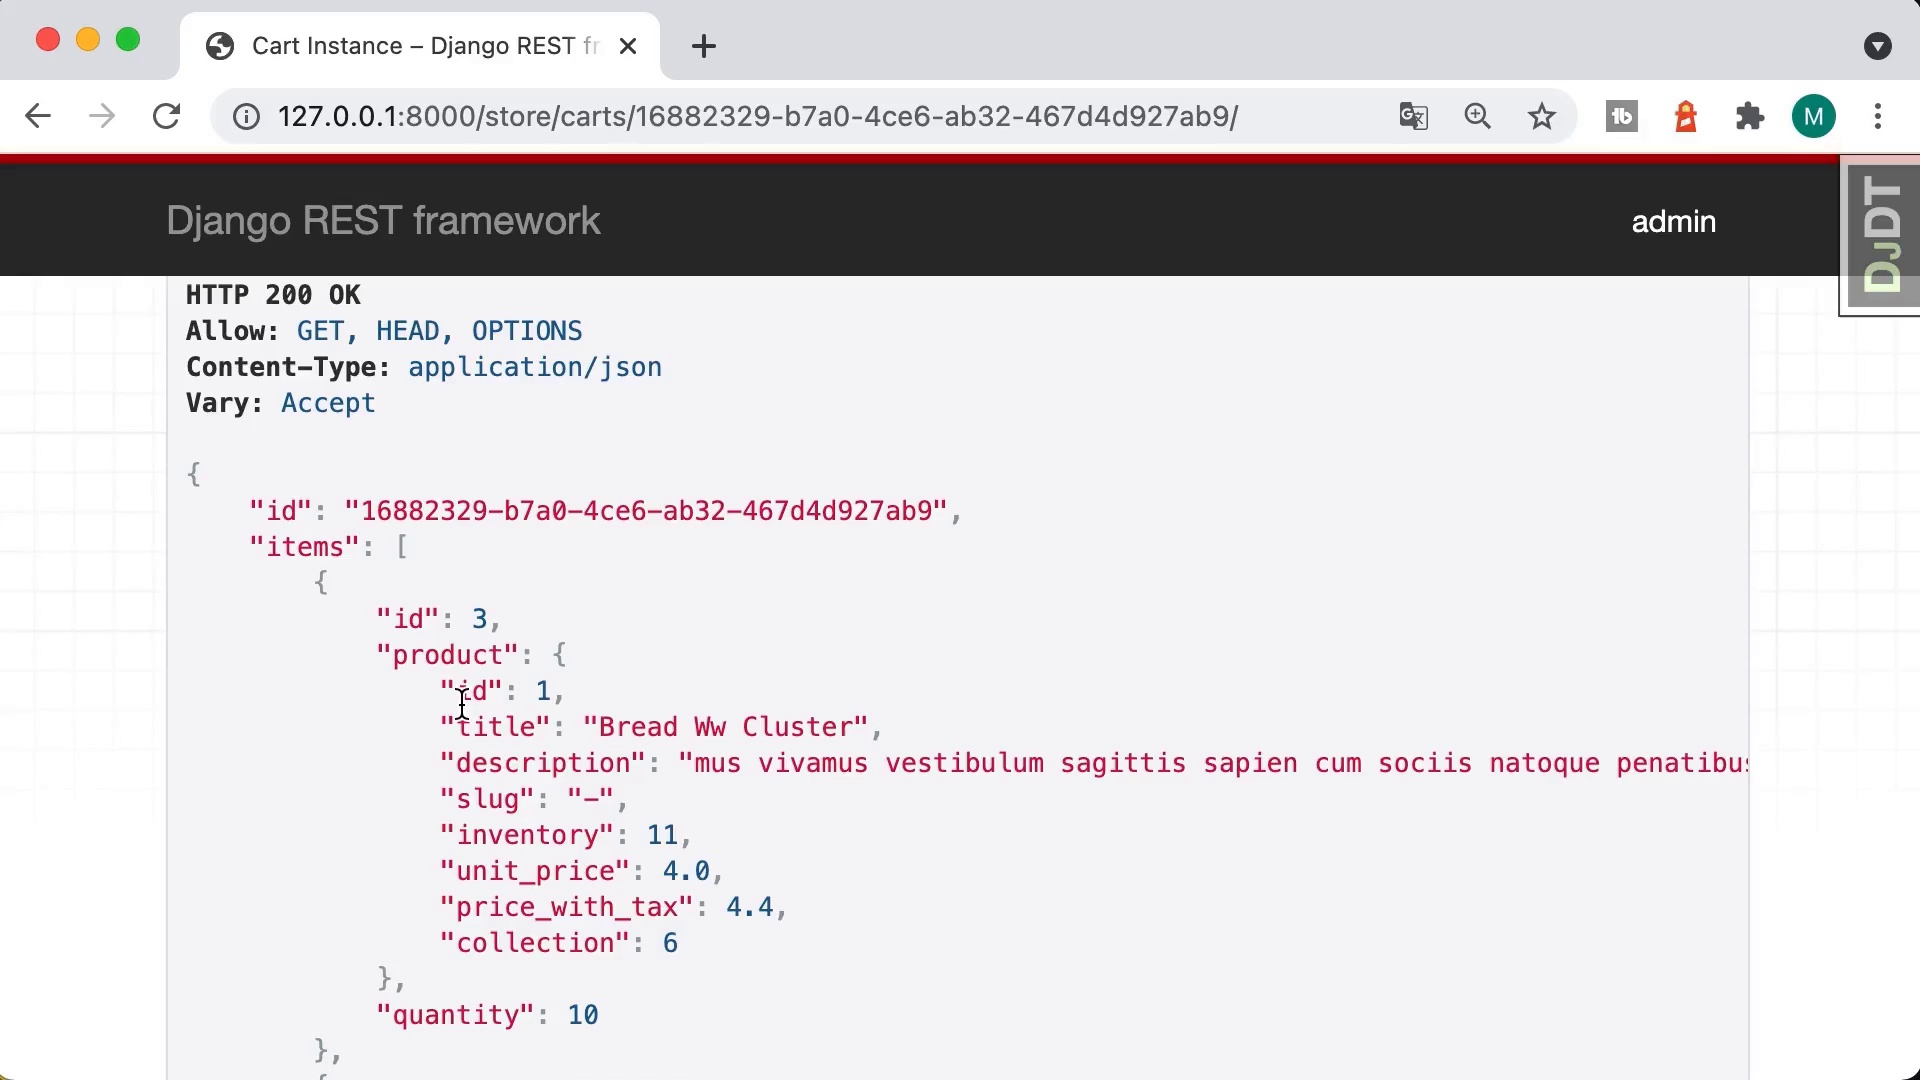 Cart Instance – Django REST fr
127.0.0.1:8000/store/carts/16882329-b7a0-4ce6-ab32-467d4d927ab9/
M
Django REST framework
admin
DJDT
HTTP 200 OK
Allow: GET, HEAD, OPTIONS
Content-Type: application/json
Vary: Accept
{
"id": "16882329-b7a0-4ce6-ab32-467d4d927ab9",
"items": [
{
"id": 3,
"product": {
"id": 1,
"title": "Bread Ww Cluster",
"description": "mus vivamus vestibulum sagittis sapien cum sociis natoque penatibus
"slug": "-",
"inventory": 11,
"unit_price": 4.0,
"price_with_tax": 4.4,
"collection": 6
},
"quantity": 10
},
{